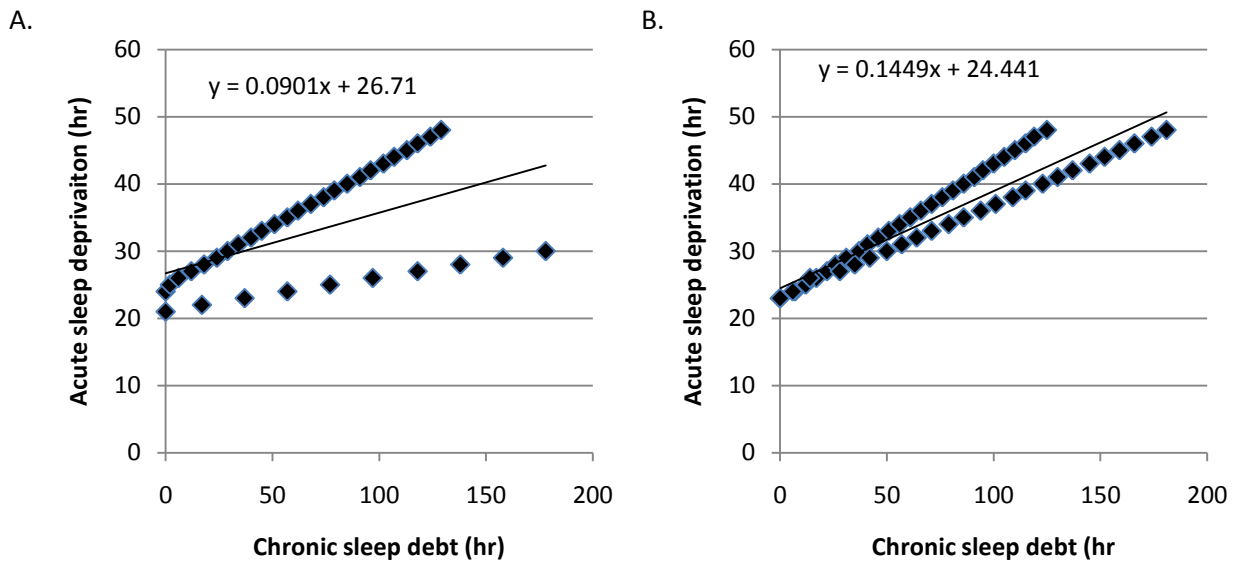 A.
y = 0.0901x + 26.71
60
50
40
30
20
10
0
0 50 100 150 200
Acute sleep deprivaiton (hr)
Chronic sleep debt (hr)
B.
y = 0.1449x + 24.441
60
50
40
30
20
10
0
0 50 100 150 200
Acute sleep deprivation (hr)
Chronic sleep debt (hr